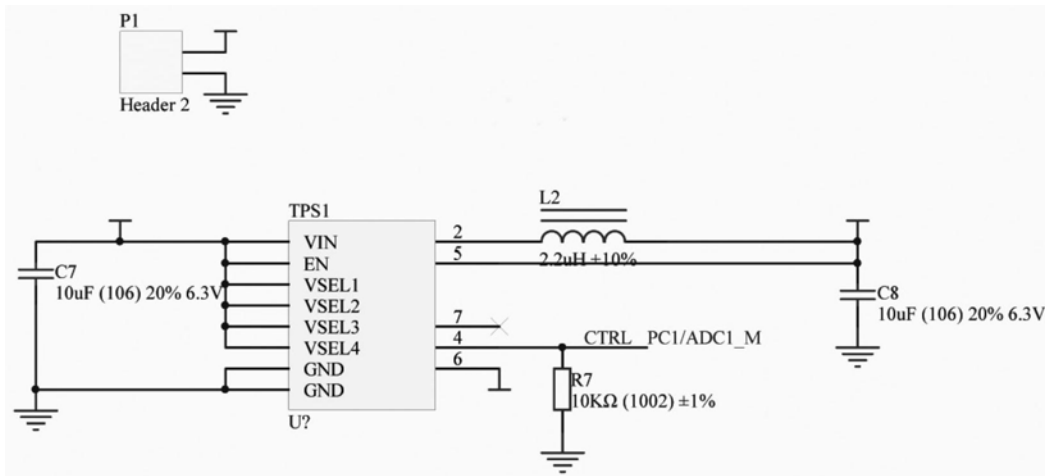 P1
Header 2
TPS1
L2
VIN
2
EN
5
2.2uH ±10%
VSEL1
C7
10uF (106) 20% 6.3V
VSEL2
VSEL3
7
VSEL4
4
CTRL PC1/ADC1_M
GND
6
GND
U?
R7
10KΩ (1002) ±1%
C8
10uF (106) 20% 6.3V